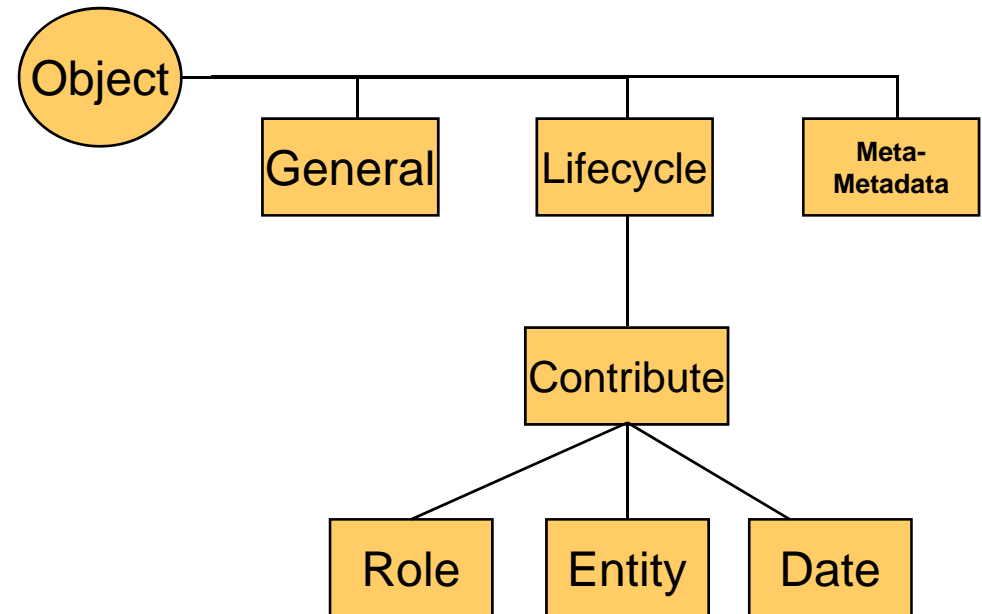 Object
General
Lifecycle
Meta-
Metadata
Contribute
Role
Entity
Date